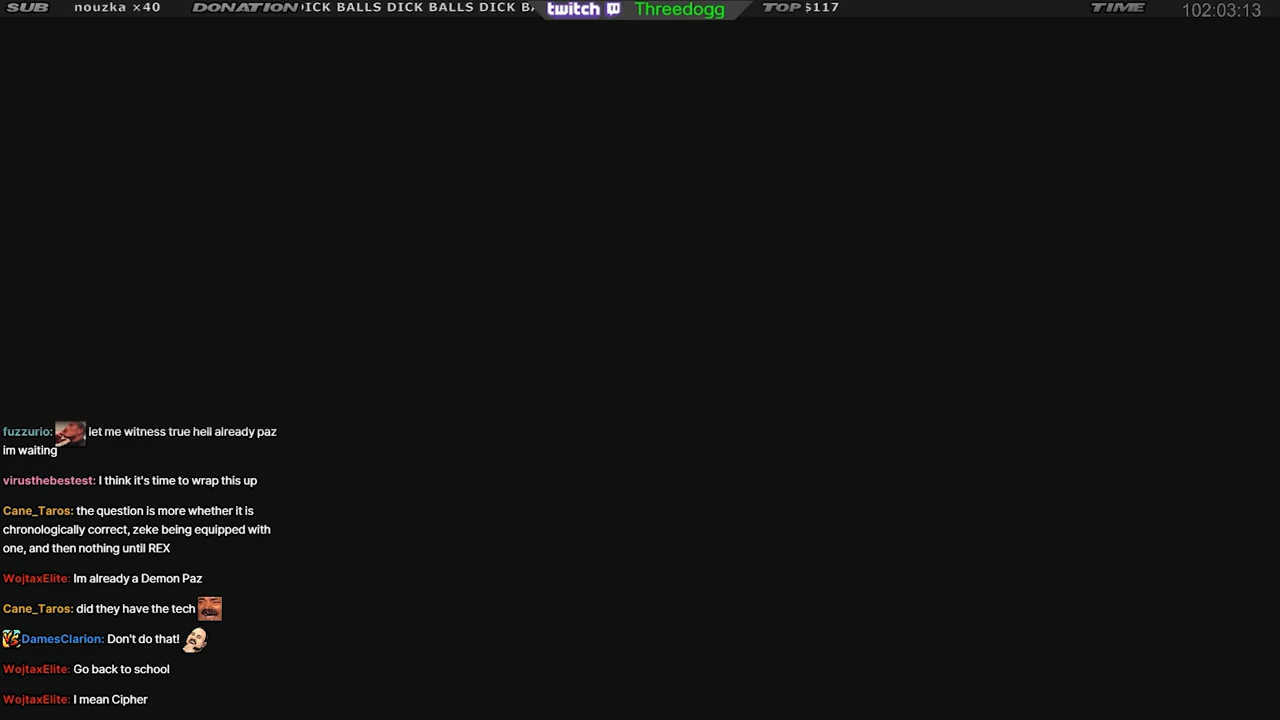 SUB nouzka ×40 DONATION DICK BALLS DICK BALLS DICK twitch Threedogg TOP $117 TIME 102:03:13
fuzzurio: let me witness true hell already paz
im waiting
virusthebestest: I think it's time to wrap this up
Cane_Taros: the question is more whether it is
chronologically correct, zeke being equipped with
one, and then nothing until REX
WojtaxElite: Im already a Demon Paz
Cane_Taros: did they have the tech
DamesClarion: Don't do that!
WojtaxElite: Go back to school
WojtaxElite: I mean Cipher